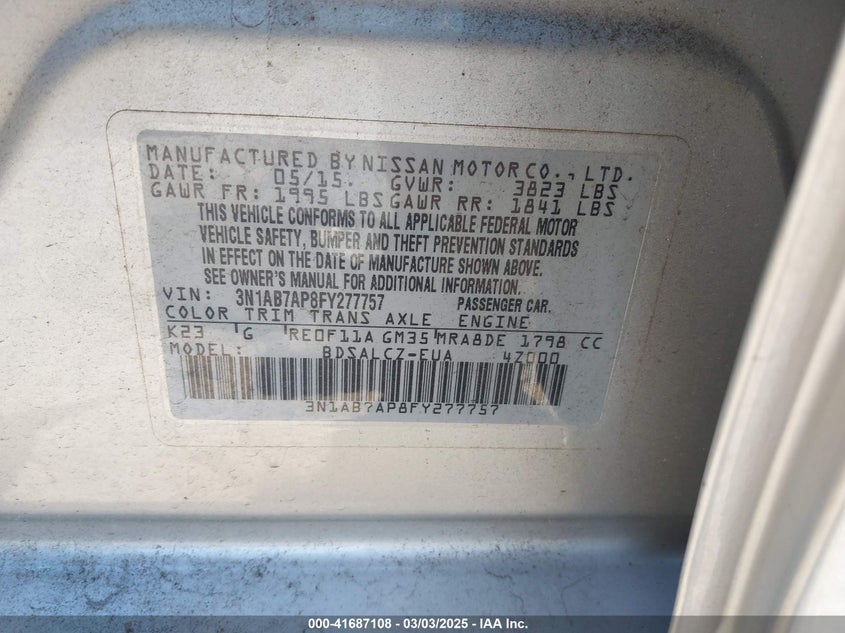 MANUFACTURED BY NISSAN MOTOR CO., LTD.
DATE: 05/15. GVWR: 3823 LBS
GAWR FR: 1995 LBS GAWR RR: 1841 LBS
THIS VEHICLE CONFORMS TO ALL APPLICABLE FEDERAL MOTOR
VEHICLE SAFETY, BUMPER AND THEFT PREVENTION STANDARDS
IN EFFECT ON THE DATE OF MANUFACTURE SHOWN ABOVE.
SEE OWNER'S MANUAL FOR ADDITIONAL INFORMATION.
VIN: 3N1AB7AP8FY277757 PASSENGER CAR.
COLOR TRIM TRANS AXLE ENGINE
K23 G RE0F11A GM35 MRA8DE 1798 CC
MODEL: BDSALCZ-EUA 4Z000
3N1AB7AP8FY277757
000-41687108 - 03/03/2025 - IAA Inc.